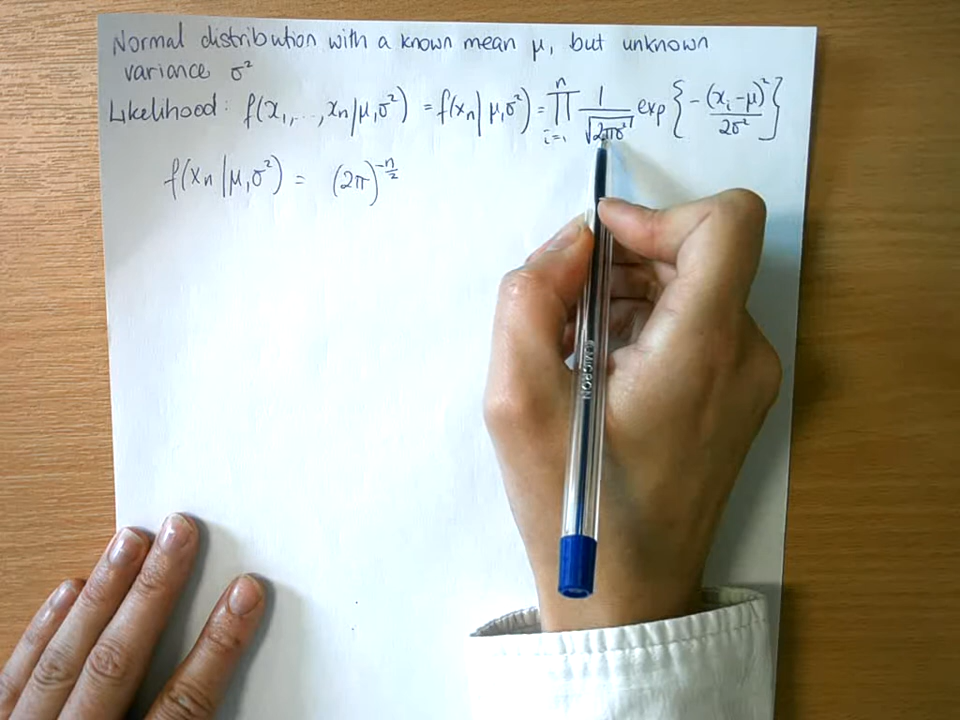 Normal distribution with a known mean μ, but unknown
variance σ²
Likelihood: f(x₁,...,xₙ|μ,σ²) = f(xₙ|μ,σ²) = ∏ᵢ₌₁ⁿ 1/√(2πσ²) exp{-(xᵢ-μ)²/2σ²}
f(xₙ|μ,σ²) = (2π)^(-n/2)
EMICRON